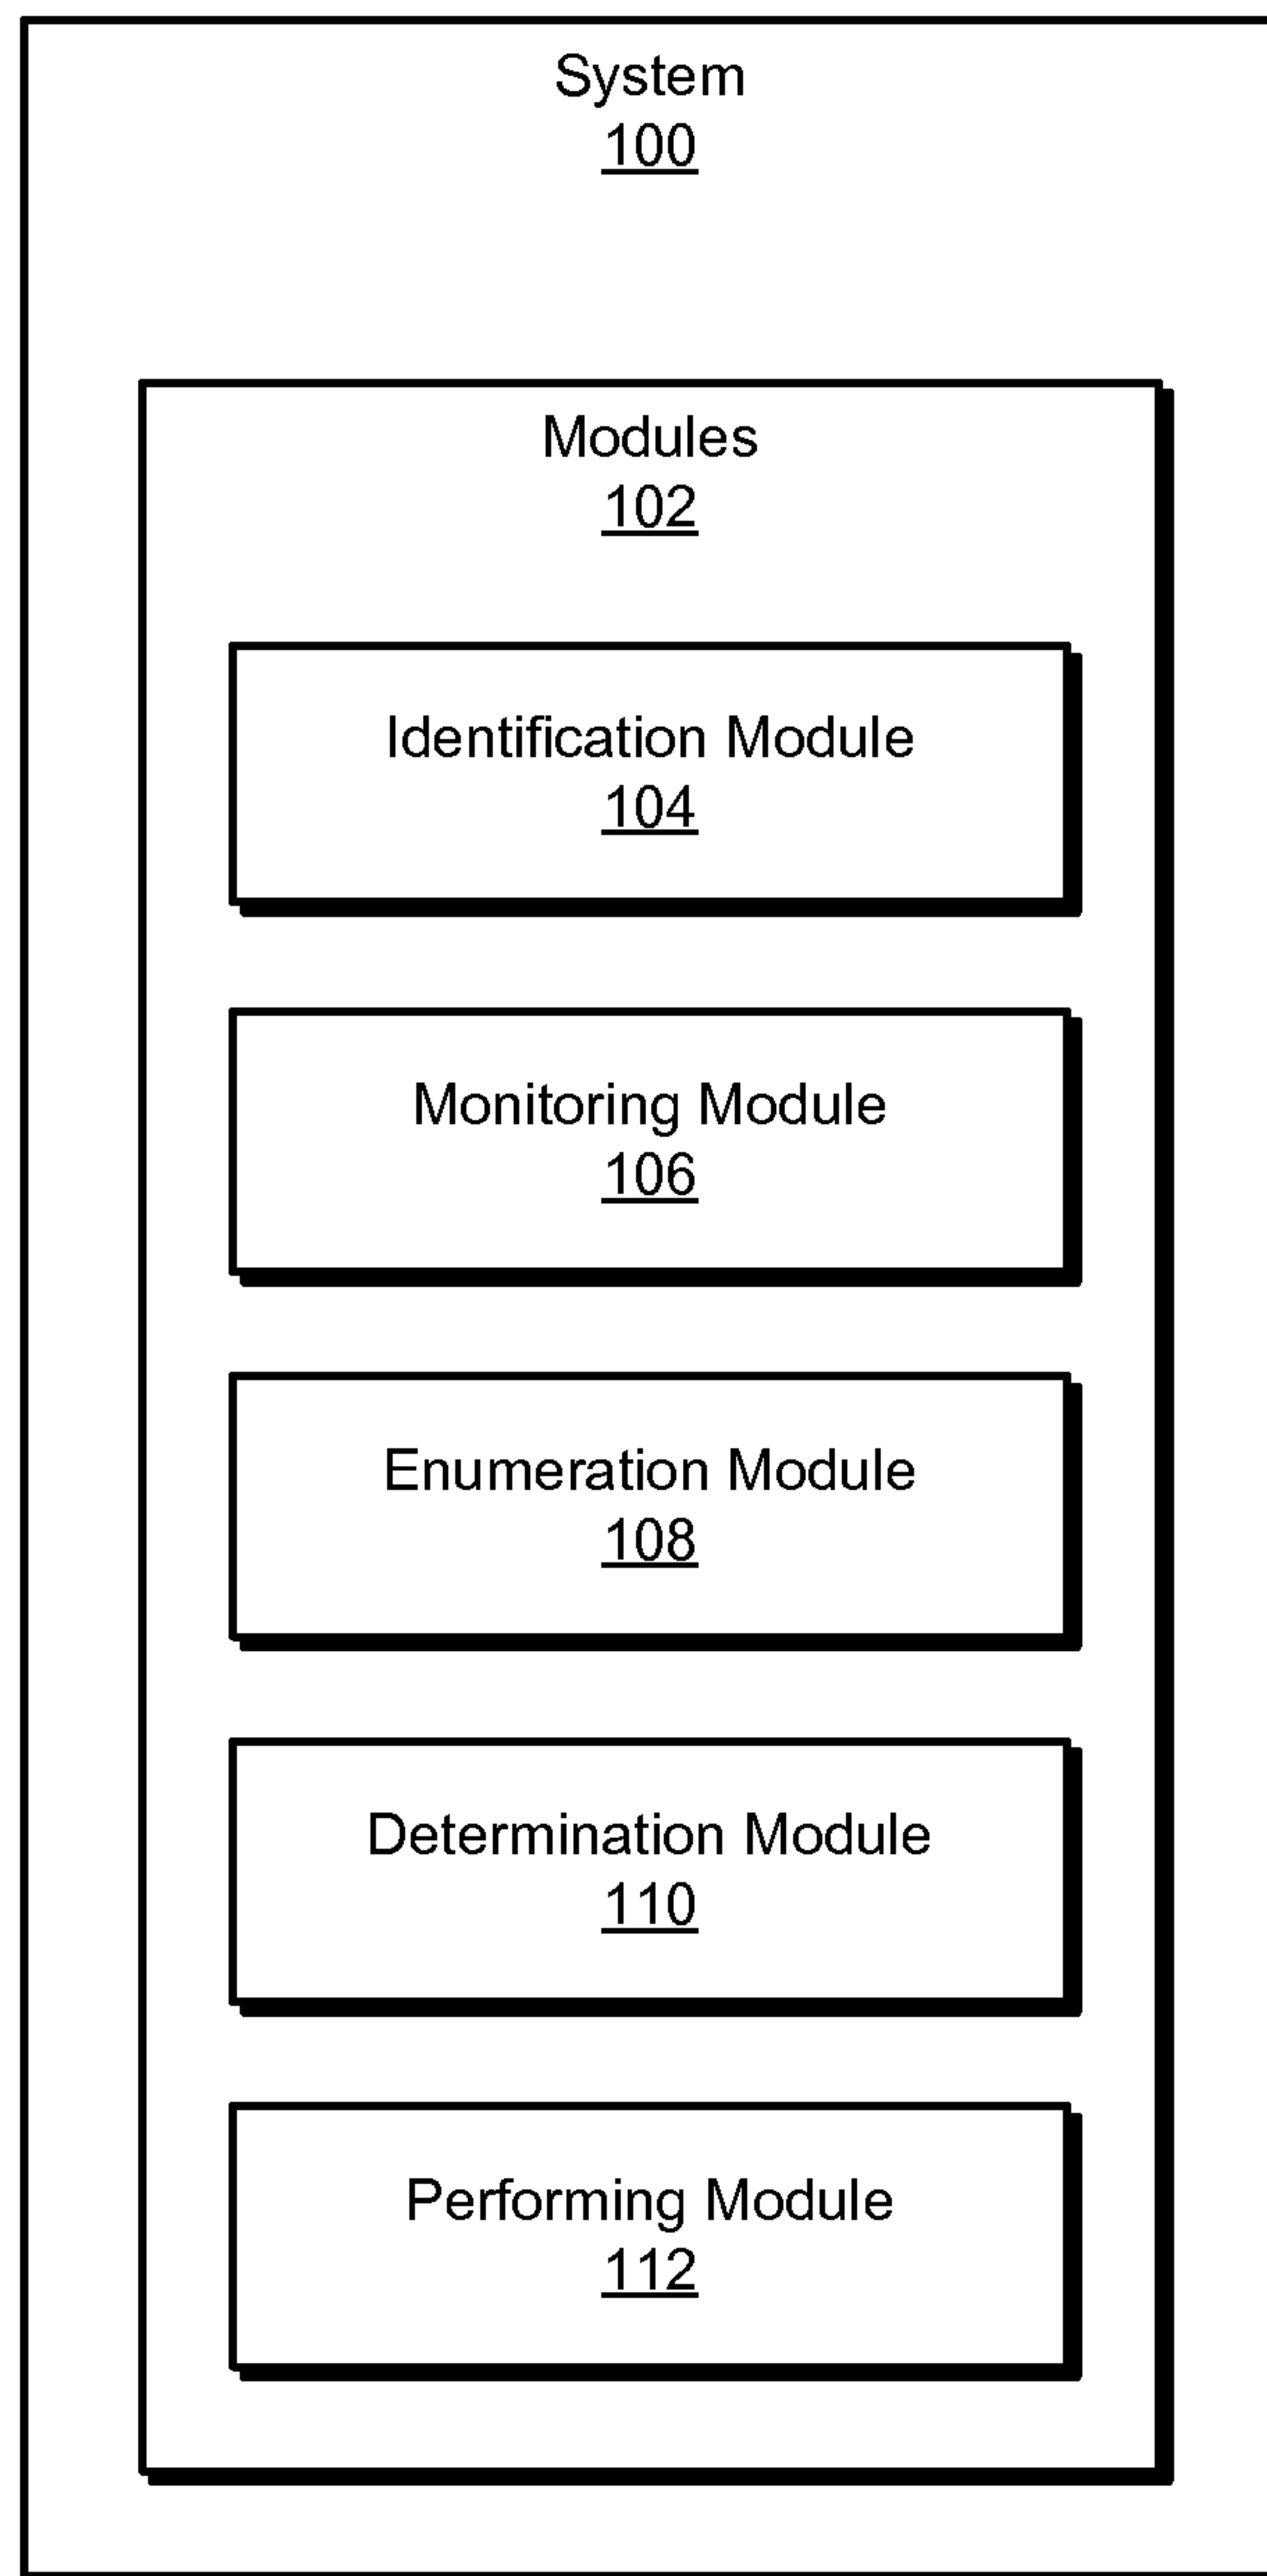 System
100
Modules
102
Identification Module
104
Monitoring Module
106
Enumeration Module
108
Determination Module
110
Performing Module
112